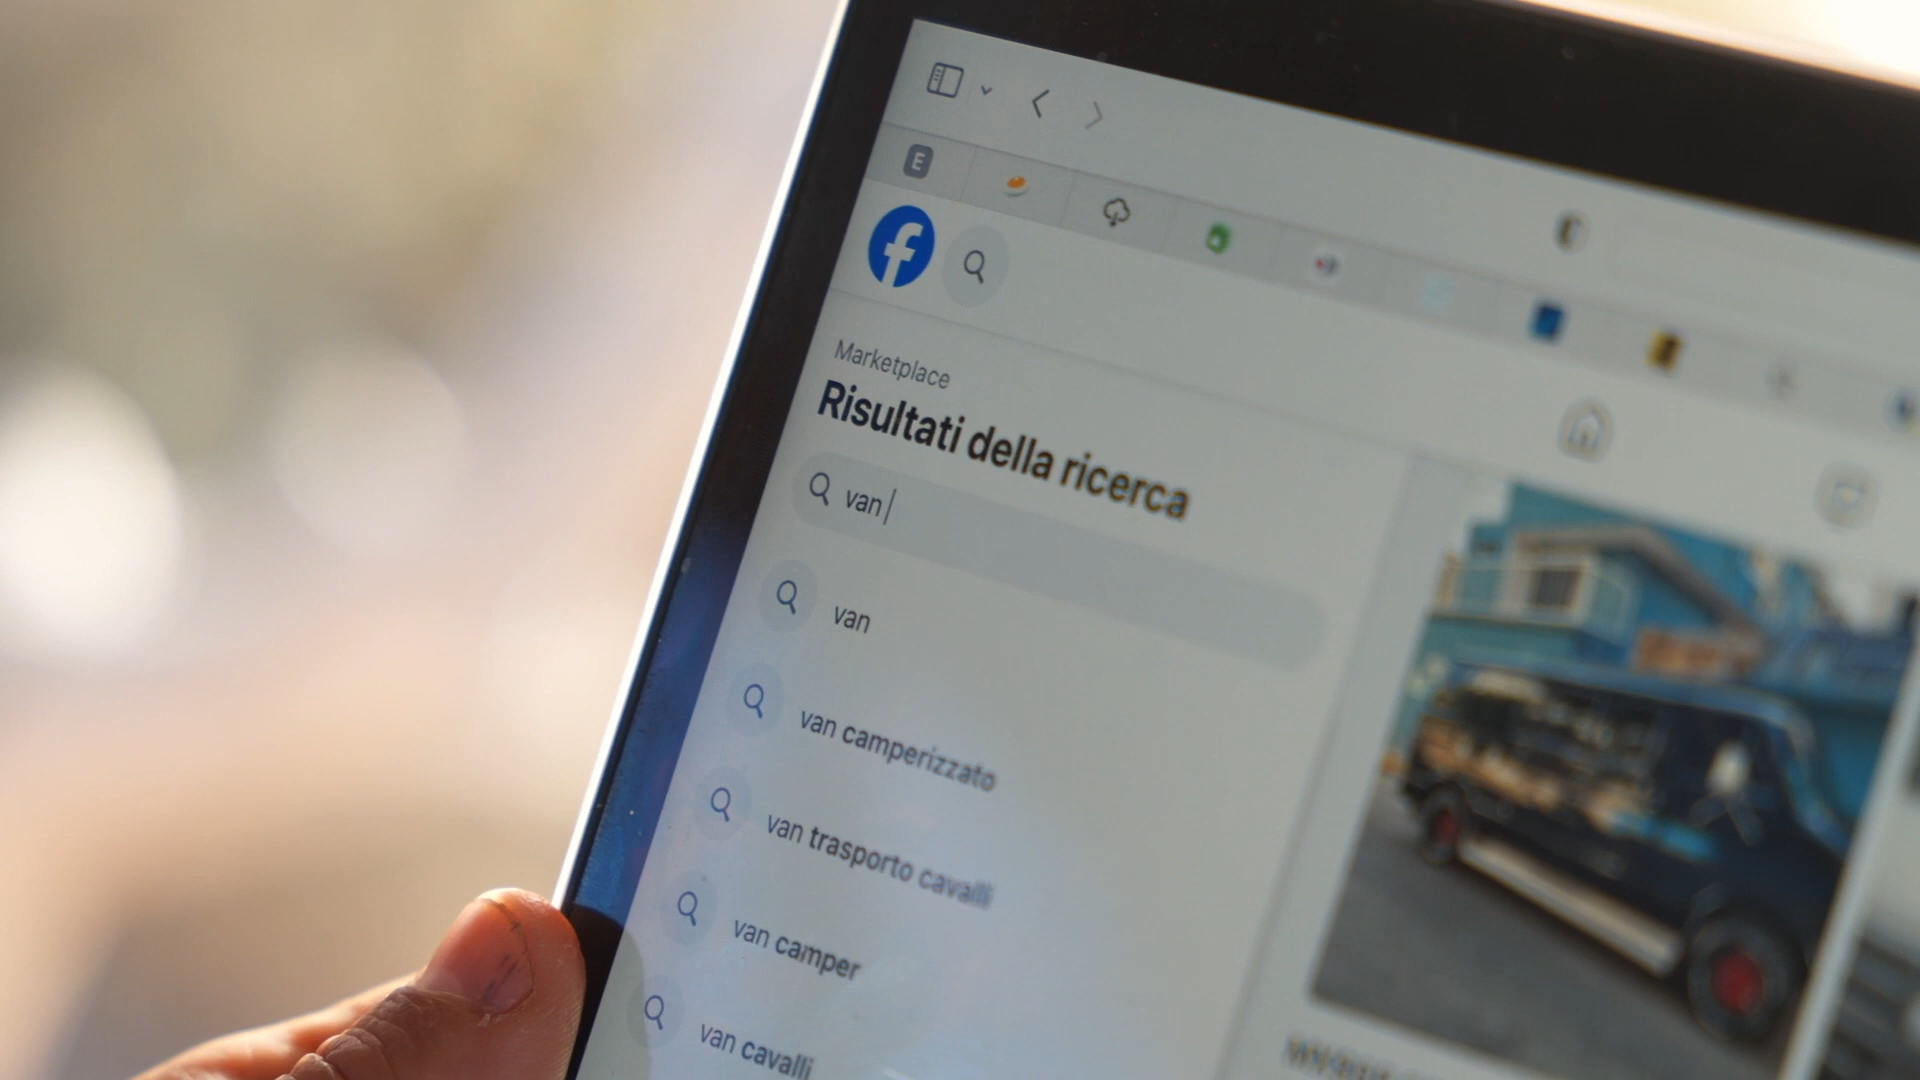 E
f
Marketplace
Risultati della ricerca
van
van
van camperizzato
van trasporto cavalli
van camper
van cavalli